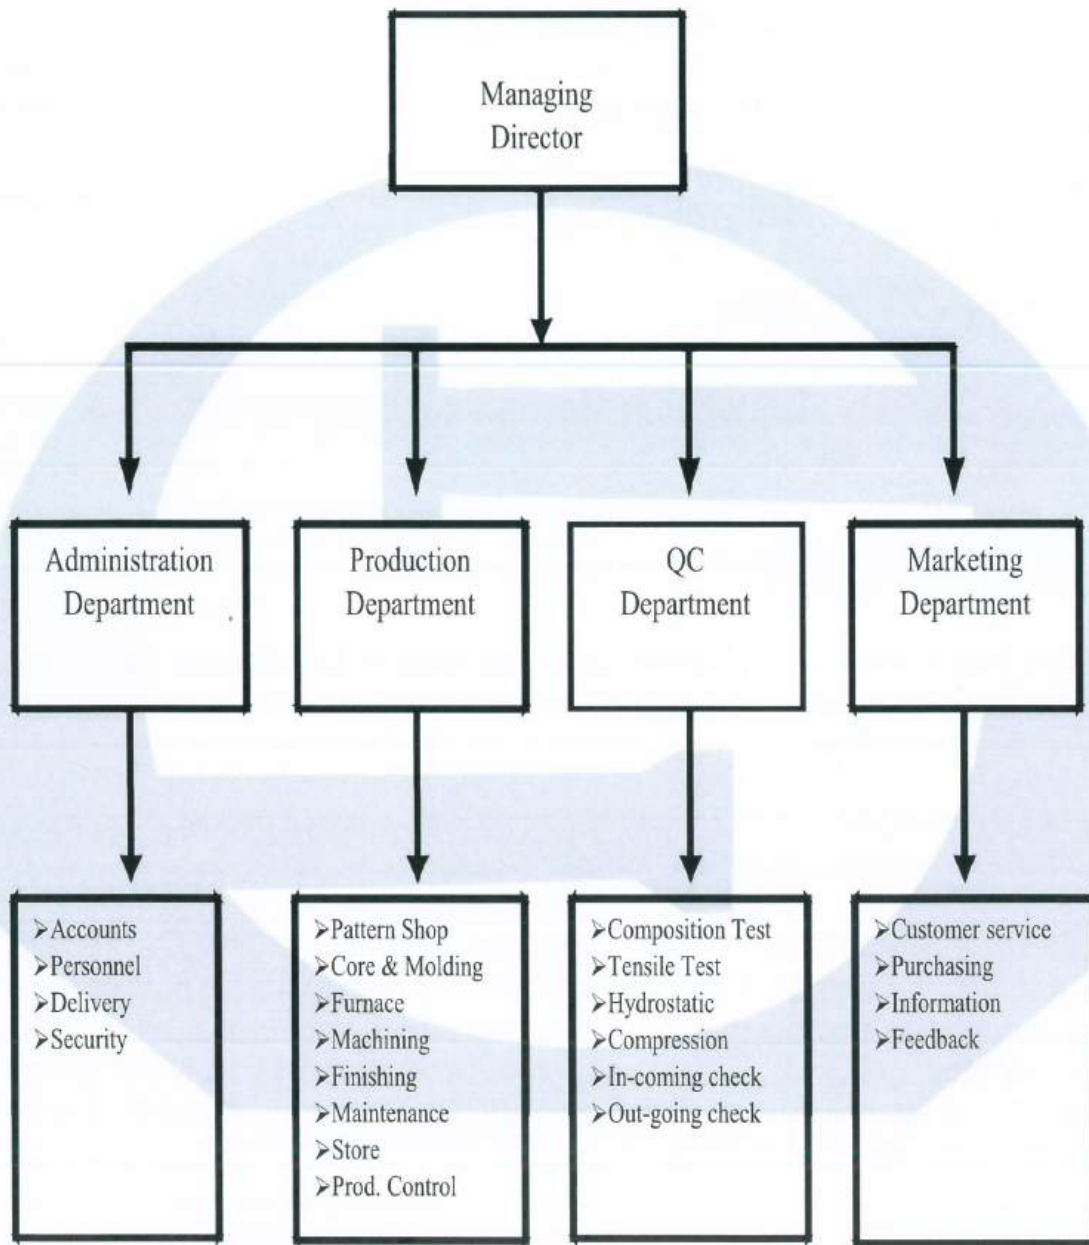 Managing
Director
Administration
Department
Production
Department
QC
Department
Marketing
Department
➢Accounts
➢Personnel
➢Delivery
➢Security
➢Pattern Shop
➢Core & Molding
➢Furnace
➢Machining
➢Finishing
➢Maintenance
➢Store
➢Prod. Control
➢Composition Test
➢Tensile Test
➢Hydrostatic
➢Compression
➢In-coming check
➢Out-going check
➢Customer service
➢Purchasing
➢Information
➢Feedback